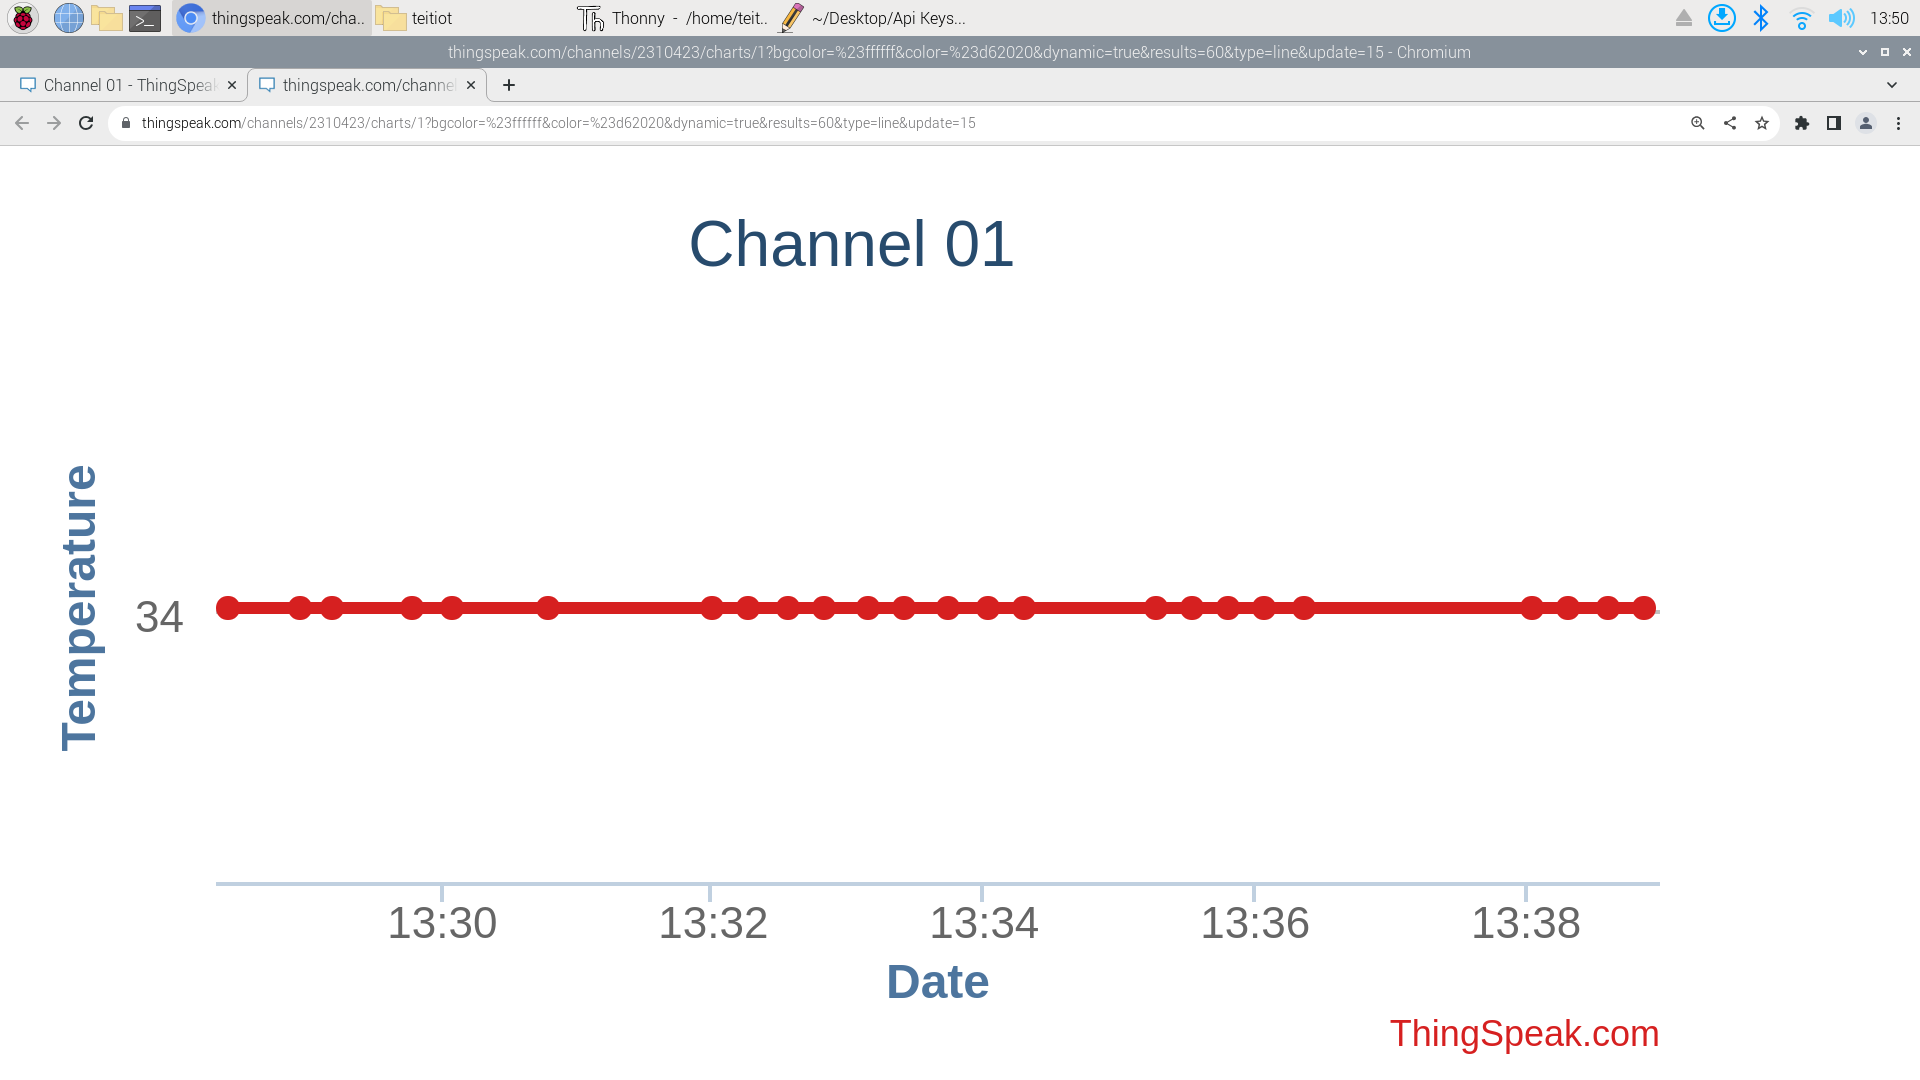 thingspeak.com/cha..
teitiot
Thonny - /home/teit..
~/Desktop/Api Keys...
13:50
thingspeak.com/channels/2310423/charts/1?bgcolor=%23ffffff&color=%23d62020&dynamic=true&results=60&type=line&update=15 - Chromium
Channel 01 - ThingSpeak
thingspeak.com/channel
thingspeak.com/channels/2310423/charts/1?bgcolor=%23ffffff&color=%23d62020&dynamic=true&results=60&type=line&update=15
Channel 01
Temperature
34
13:30 13:32 13:34 13:36 13:38
Date
ThingSpeak.com